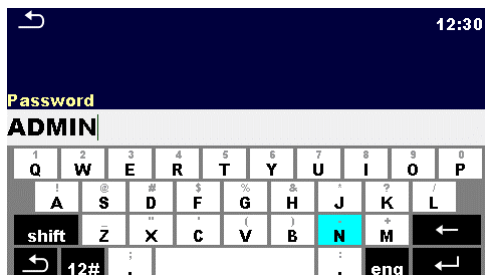 12:30
Password
ADMIN
1 2 3 4 5 6 7 8 9 0
Q W E R T Y U I O P
! @ # $ % & * ? /
A S D F G H J K L
- " ' ( ) - +
shift Z X C V B N M ←
12# ; , : . eng